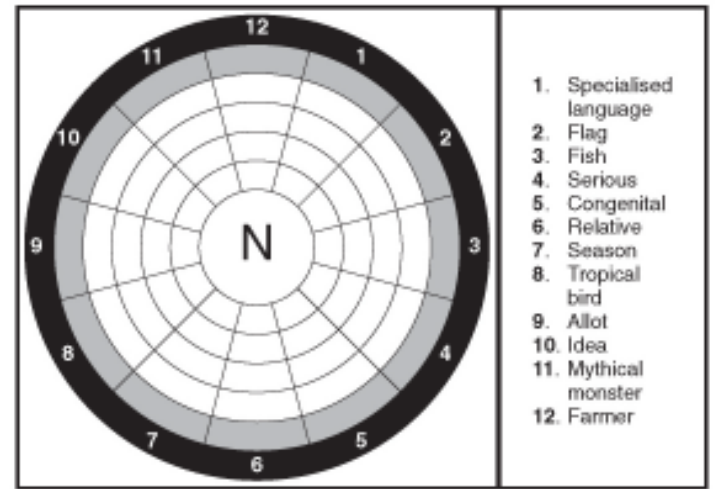 12
1
2
3
4
5
6
7
8
9
10
11
N
1. Specialised
language
2. Flag
3. Fish
4. Serious
5. Congenital
6. Relative
7. Season
8. Tropical
bird
9. Allot
10. Idea
11. Mythical
monster
12. Farmer